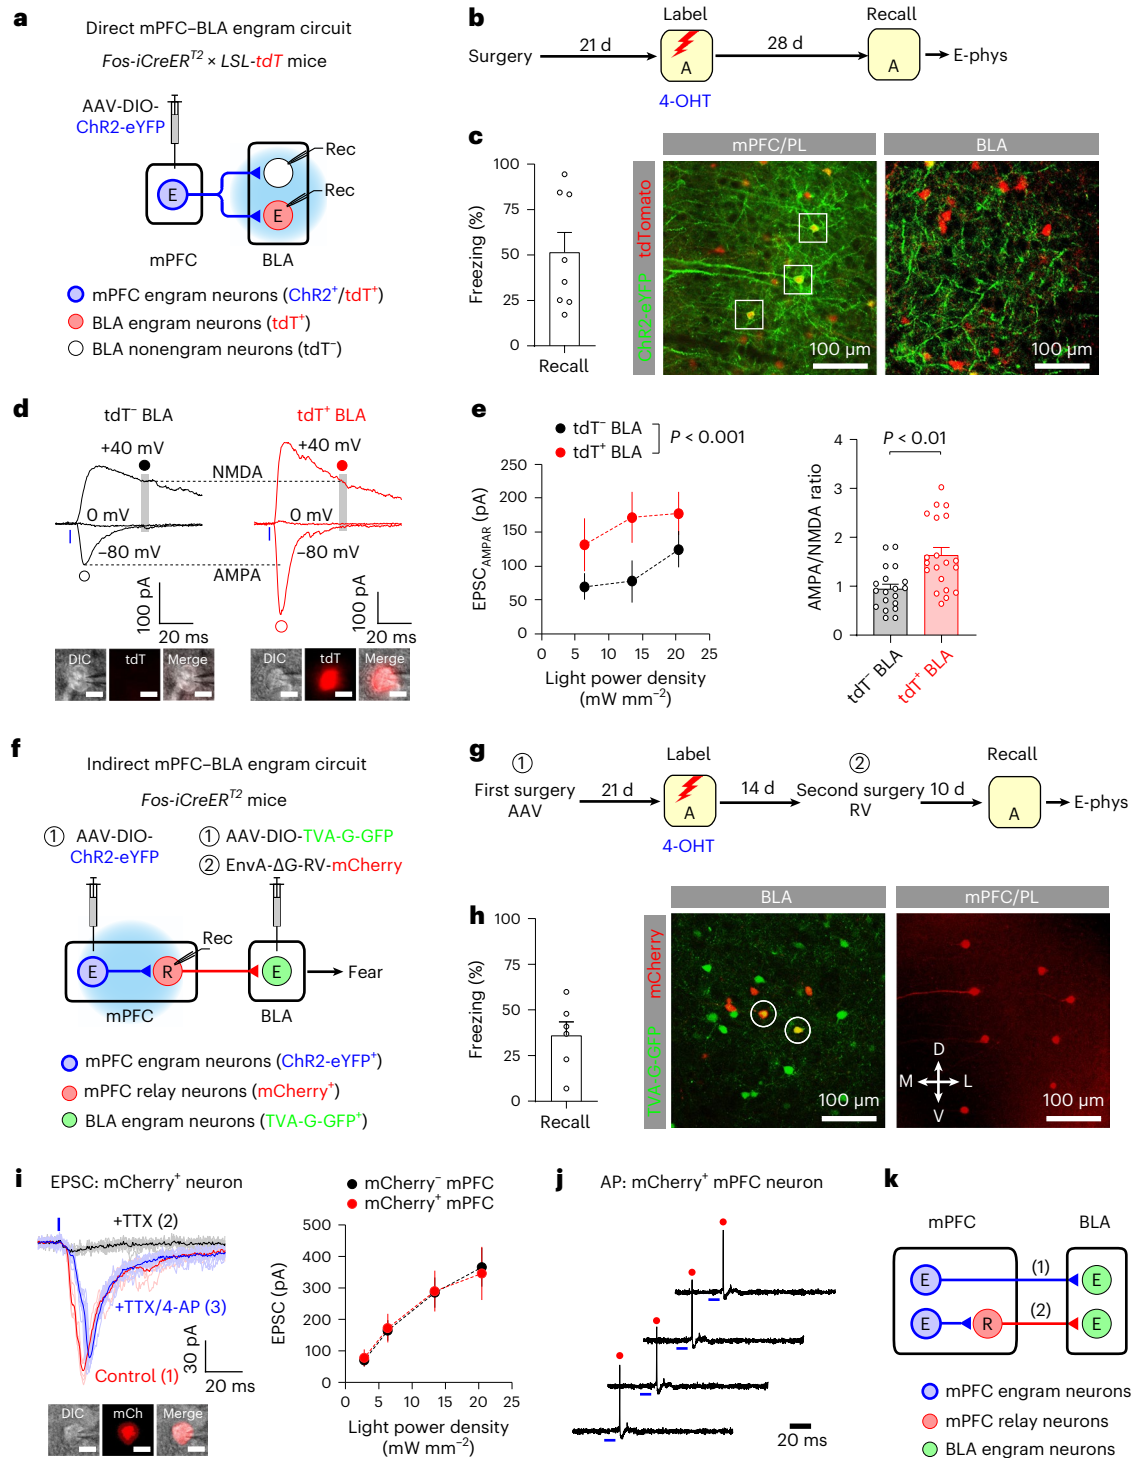 a
Direct mPFC–BLA engram circuit
Fos-iCreER^T2 × LSL-tdT mice
AAV-DIO-
ChR2-eYFP
Rec
Rec
E
E
mPFC
BLA
mPFC engram neurons (ChR2⁺/tdT⁺)
BLA engram neurons (tdT⁺)
BLA nonengram neurons (tdT⁻)
b
Label
Recall
Surgery
21 d
A
28 d
A
E-phys
4-OHT
c
100
75
50
25
0
Freezing (%)
Recall
ChR2-eYFP tdTomato
mPFC/PL
BLA
100 µm
100 µm
d
tdT⁻ BLA
tdT⁺ BLA
+40 mV
+40 mV
NMDA
0 mV
0 mV
–80 mV
–80 mV
AMPA
100 pA
20 ms
100 pA
20 ms
DIC
tdT
Merge
DIC
tdT
Merge
e
tdT⁻ BLA
tdT⁺ BLA
P < 0.001
250
200
150
100
50
0
EPSC_AMPAR (pA)
0 5 10 15 20 25
Light power density
(mW mm⁻²)
4
3
2
1
0
AMPA/NMDA ratio
P < 0.01
tdT⁻ BLA
tdT⁺ BLA
f
Indirect mPFC–BLA engram circuit
Fos-iCreER^T2 mice
① AAV-DIO-
ChR2-eYFP
① AAV-DIO-TVA-G-GFP
② EnvA-ΔG-RV-mCherry
Rec
E
R
E
Fear
mPFC
BLA
mPFC engram neurons (ChR2-eYFP⁺)
mPFC relay neurons (mCherry⁺)
BLA engram neurons (TVA-G-GFP⁺)
g
①
Label
②
Recall
First surgery
AAV
21 d
A
14 d
Second surgery
RV
10 d
A
E-phys
4-OHT
h
100
75
50
25
0
Freezing (%)
Recall
TVA-G-GFP mCherry
BLA
mPFC/PL
100 µm
D
M
L
V
100 µm
i
EPSC: mCherry⁺ neuron
+TTX (2)
+TTX/4-AP (3)
Control (1)
30 pA
20 ms
DIC
mCh
Merge
mCherry⁻ mPFC
mCherry⁺ mPFC
500
400
300
200
100
0
EPSC (pA)
0 5 10 15 20 25
Light power density
(mW mm⁻²)
j
AP: mCherry⁺ mPFC neuron
20 ms
k
mPFC
BLA
E
(1)
E
E
R
(2)
E
mPFC engram neurons
mPFC relay neurons
BLA engram neurons